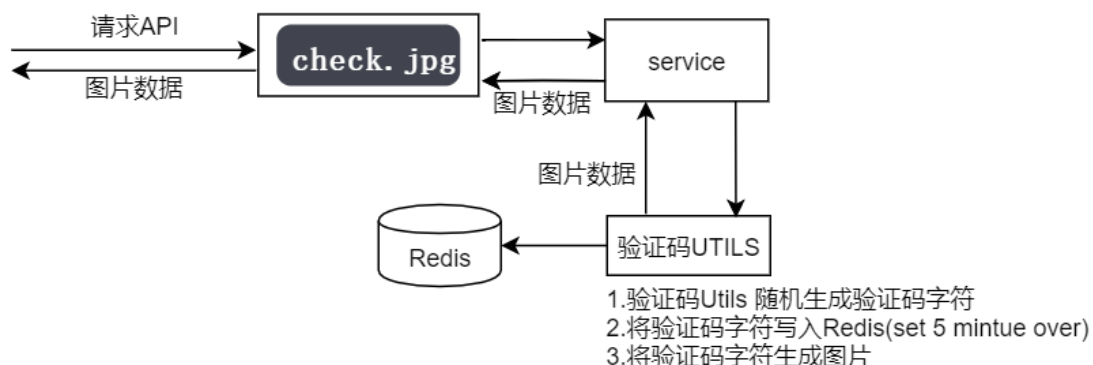 请求API
check. jpg
service
图片数据
图片数据
图片数据
Redis
验证码UTILS
1.验证码Utils 随机生成验证码字符
2.将验证码字符写入Redis(set 5 mintue over)
3.将验证码字符生成图片